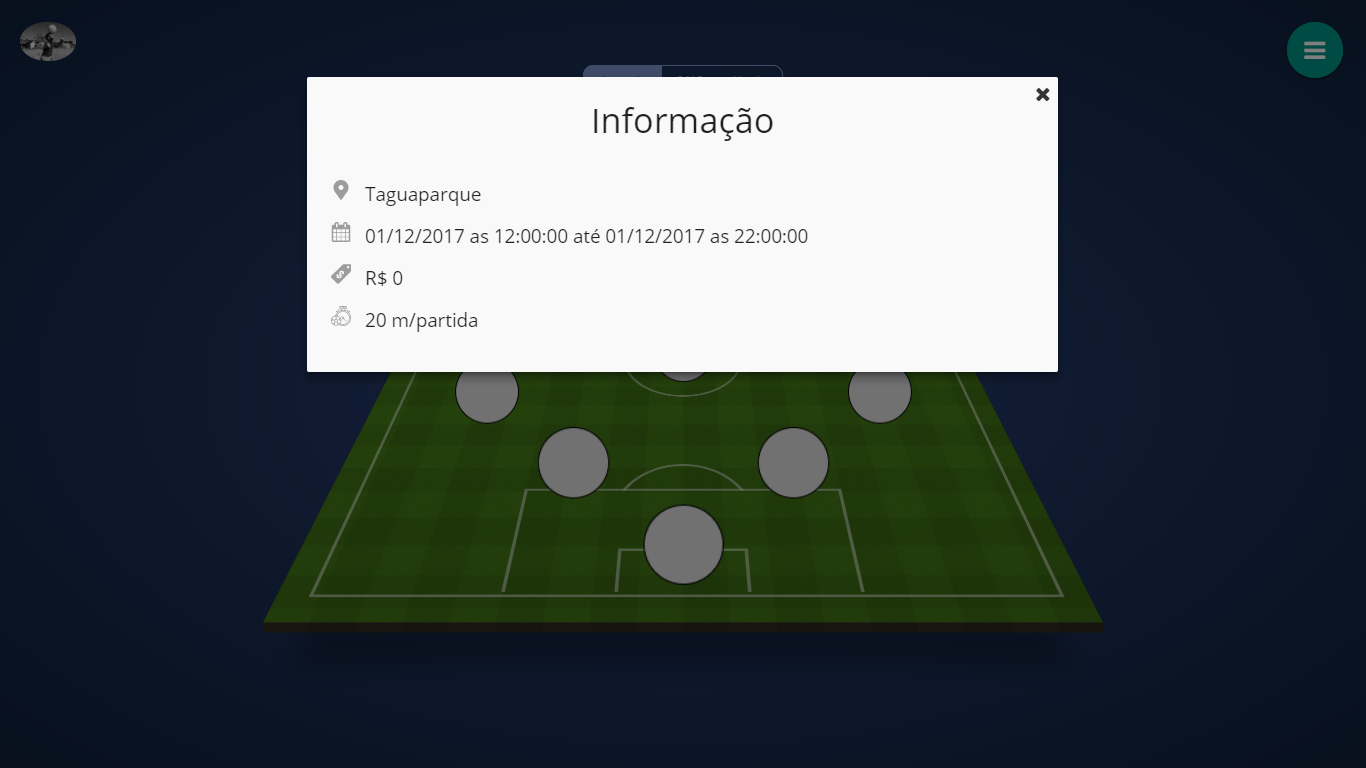 Informação
Taguaparque
01/12/2017 as 12:00:00 até 01/12/2017 as 22:00:00
R$ 0
20 m/partida